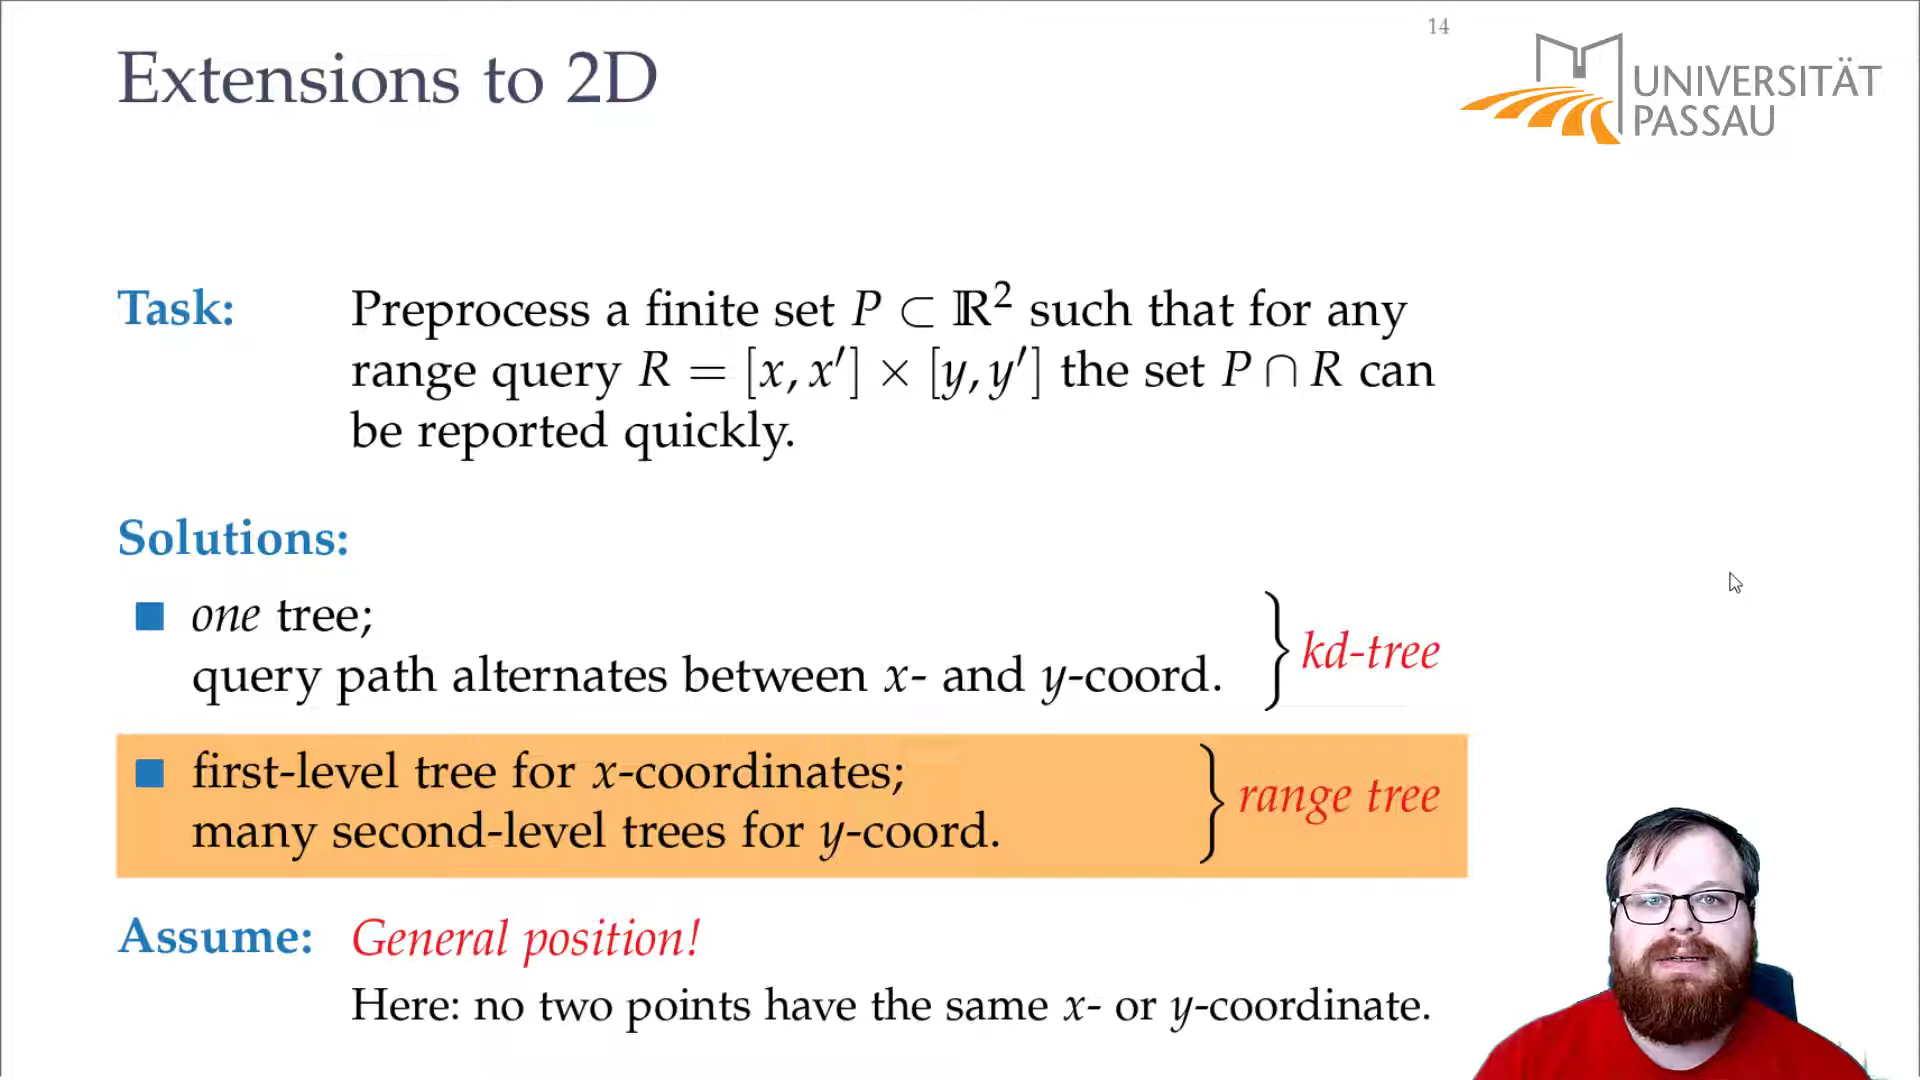 14
Extensions to 2D
UNIVERSITÄT
PASSAU
Task: Preprocess a finite set P ⊂ ℝ² such that for any
range query R = [x, x′] × [y, y′] the set P ∩ R can
be reported quickly.
Solutions:
one tree;
query path alternates between x- and y-coord.
kd-tree
first-level tree for x-coordinates;
many second-level trees for y-coord.
range tree
Assume: General position!
Here: no two points have the same x- or y-coordinate.